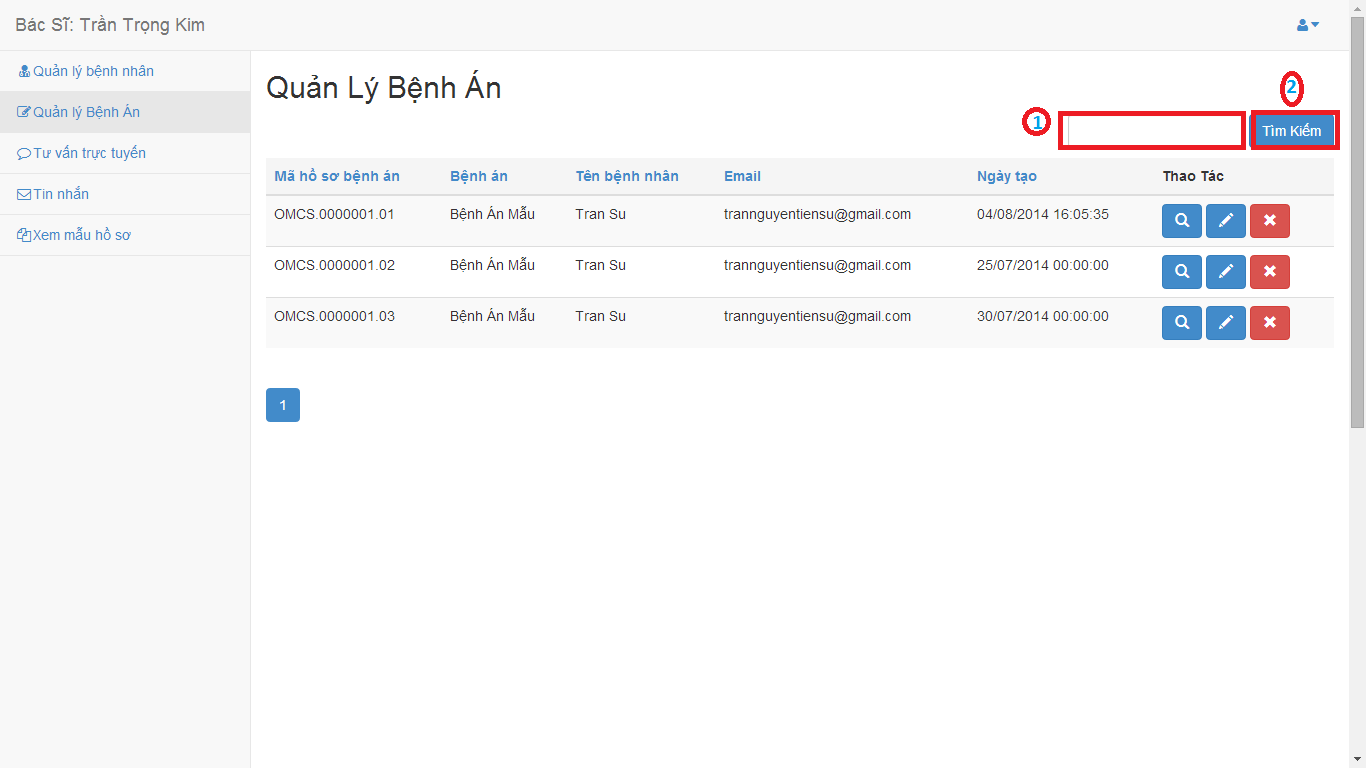 Bác Sĩ: Trần Trọng Kim
Quản lý bệnh nhân
Quản lý Bệnh Án
Tư vấn trực tuyến
Tin nhắn
Xem mẫu hồ sơ
Quản Lý Bệnh Án
1
2
Tìm Kiếm
Mã hồ sơ bệnh án Bệnh án Tên bệnh nhân Email Ngày tạo Thao Tác
OMCS.0000001.01 Bệnh Án Mẫu Tran Su trannguyentiensu@gmail.com 04/08/2014 16:05:35
OMCS.0000001.02 Bệnh Án Mẫu Tran Su trannguyentiensu@gmail.com 25/07/2014 00:00:00
OMCS.0000001.03 Bệnh Án Mẫu Tran Su trannguyentiensu@gmail.com 30/07/2014 00:00:00
1